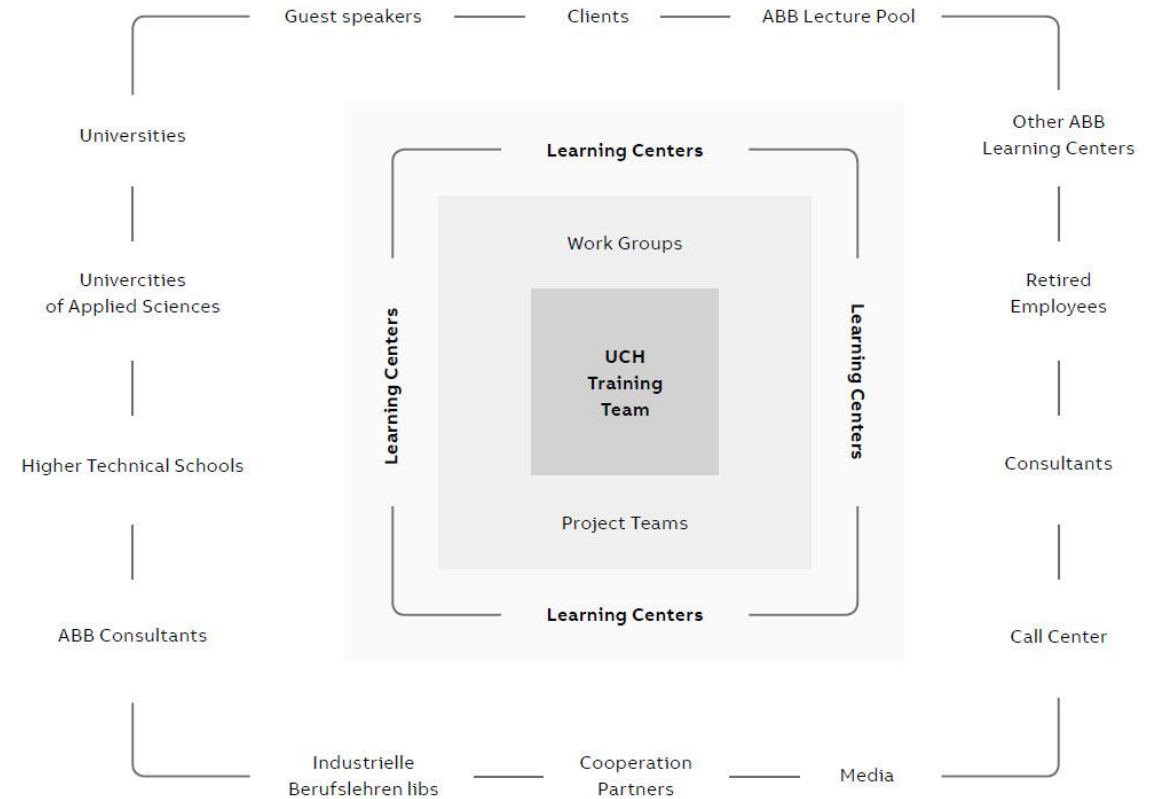 Guest speakers
Clients
ABB Lecture Pool
Universities
Other ABB
Learning Centers
Learning Centers
Work Groups
Univercities
of Applied Sciences
Retired
Employees
Learning Centers
Learning Centers
UCH
Training
Team
Higher Technical Schools
Consultants
Project Teams
Learning Centers
ABB Consultants
Call Center
Industrielle
Berufslehren libs
Cooperation
Partners
Media